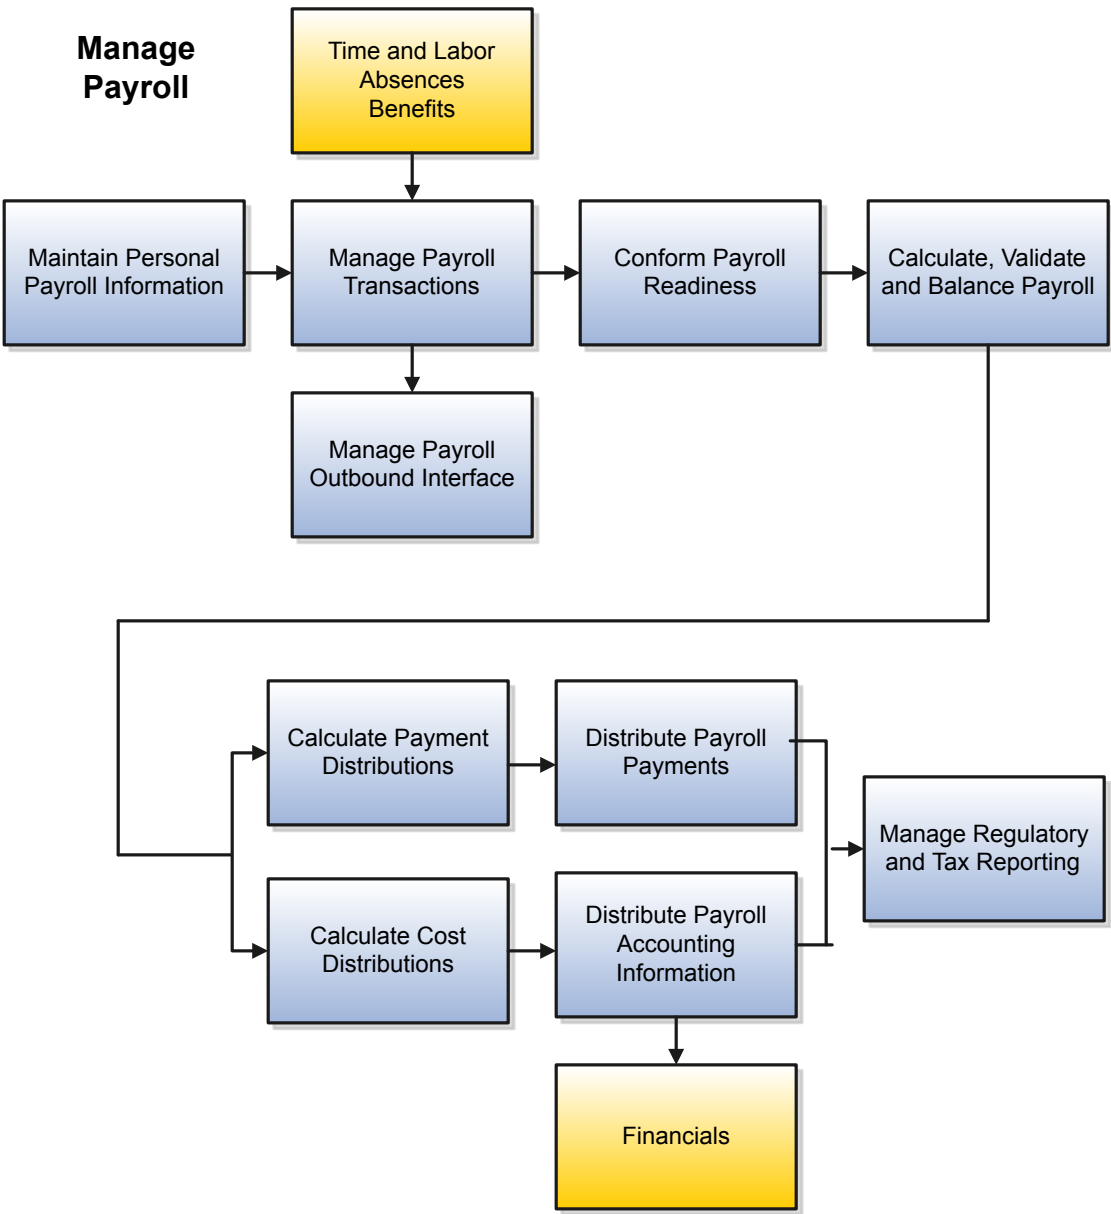 Manage
Payroll
Time and Labor
Absences
Benefits
Maintain Personal
Payroll Information
Manage Payroll
Transactions
Conform Payroll
Readiness
Calculate, Validate
and Balance Payroll
Manage Payroll
Outbound Interface
Calculate Payment
Distributions
Distribute Payroll
Payments
Manage Regulatory
and Tax Reporting
Calculate Cost
Distributions
Distribute Payroll
Accounting
Information
Financials